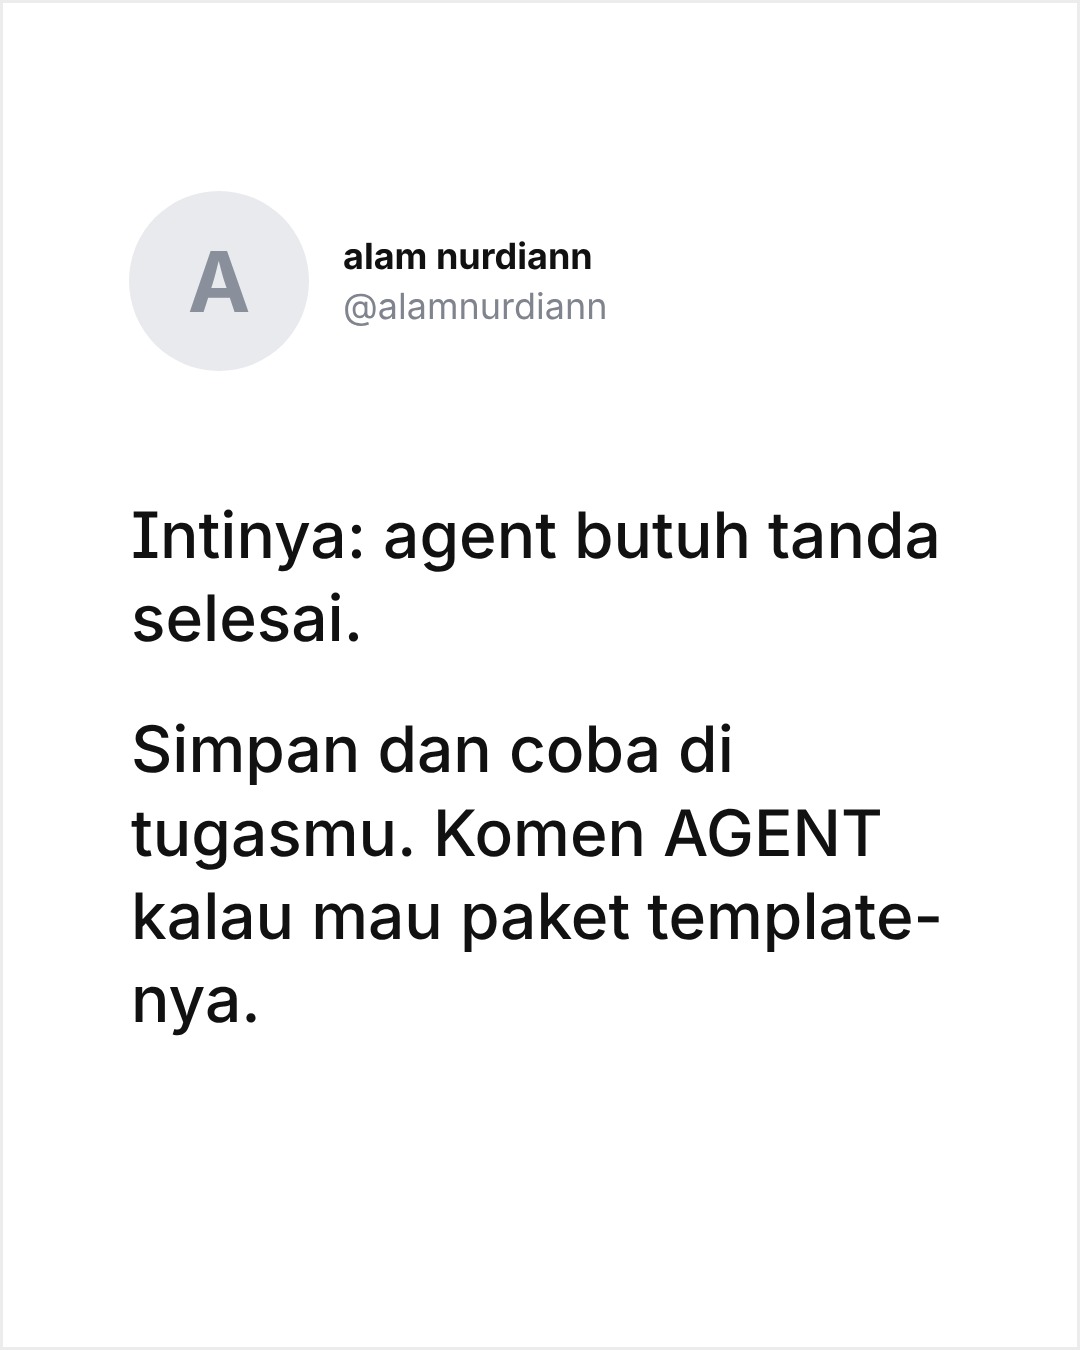 A
alam nurdiann
@alamnurdiann
Intinya: agent butuh tanda
selesai.
Simpan dan coba di
tugasmu. Komen AGENT
kalau mau paket template-
nya.